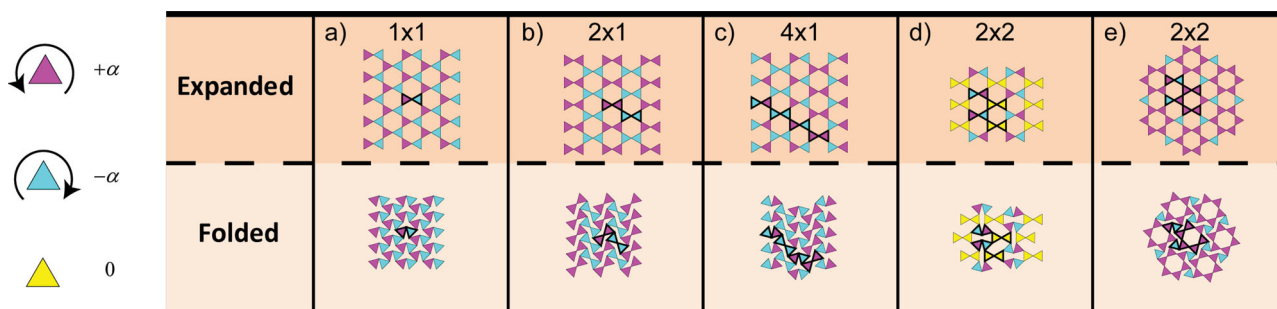 a) 1x1
b) 2x1
c) 4x1
d) 2x2
e) 2x2
+α
Expanded
−α
Folded
0